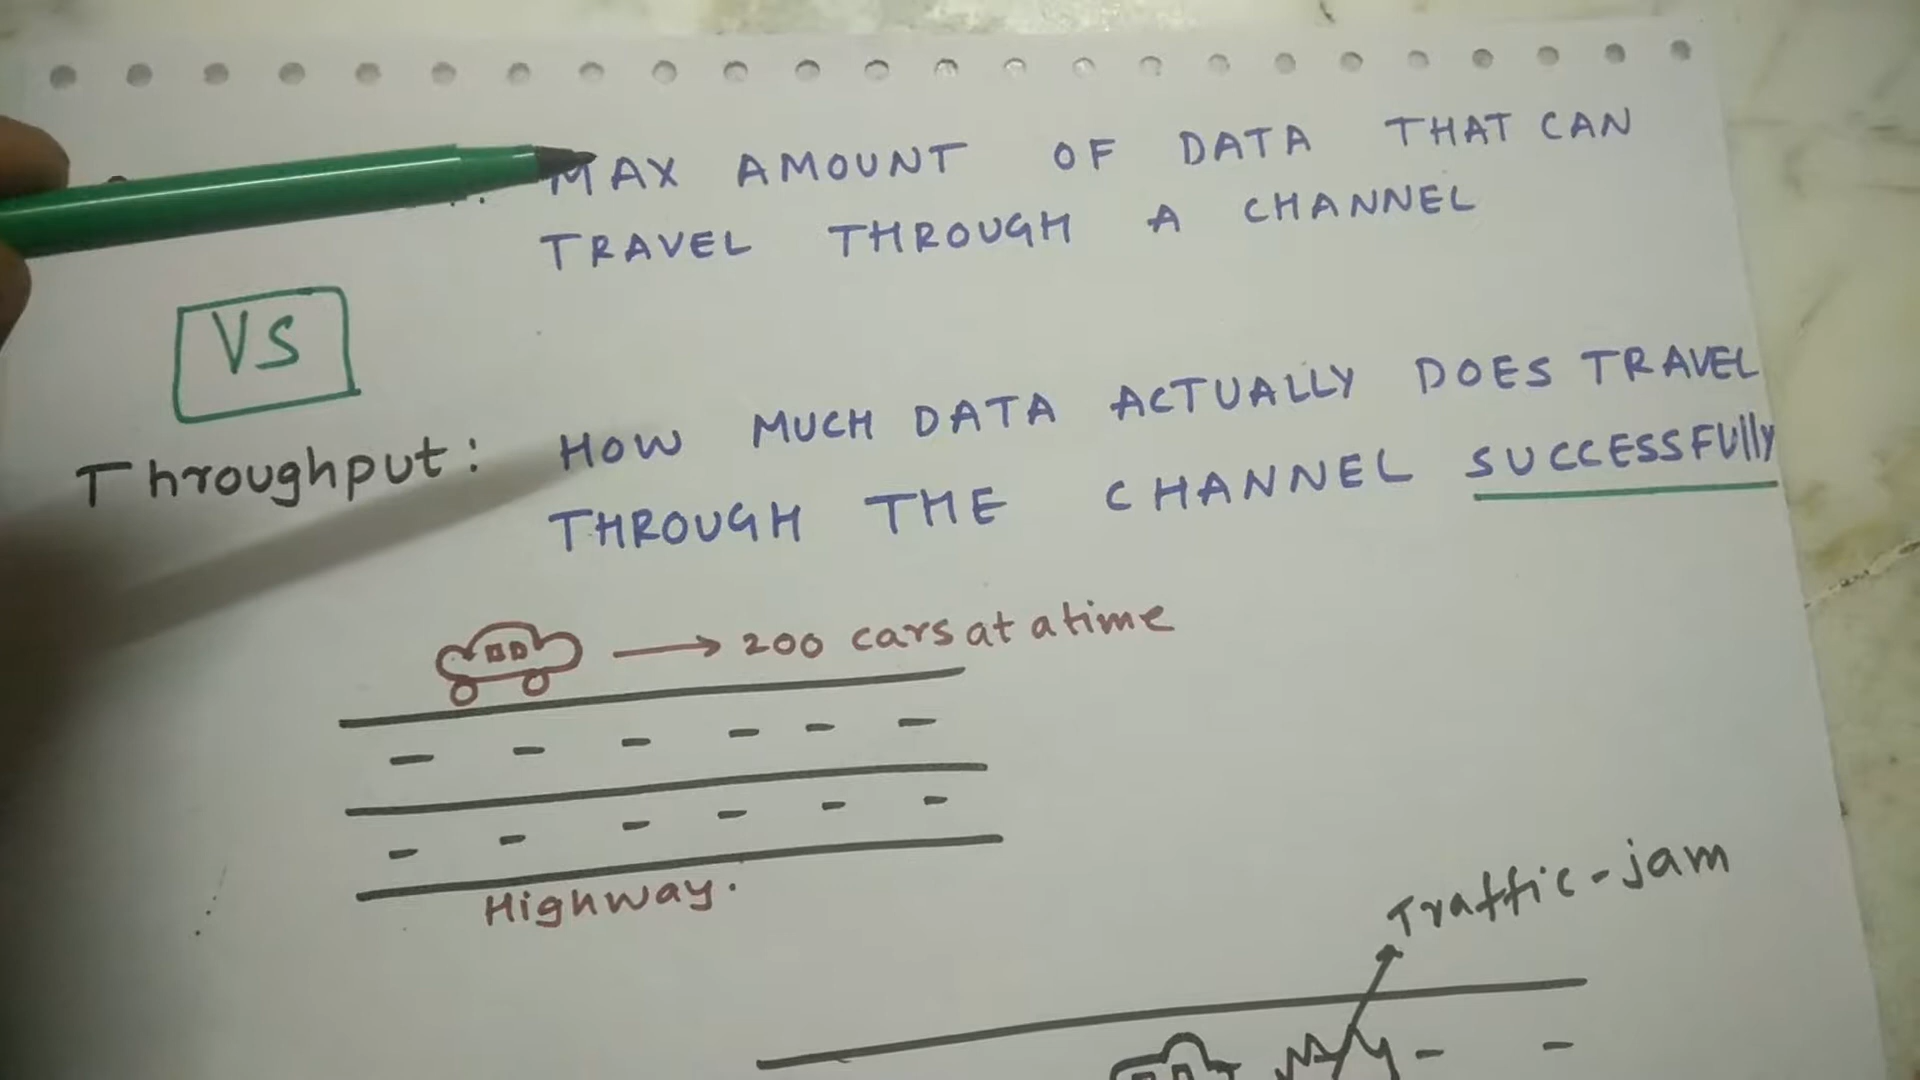 MAX AMOUNT OF DATA THAT CAN
TRAVEL THROUGH A CHANNEL
VS
Throughput: HOW MUCH DATA ACTUALLY DOES TRAVEL
THROUGH THE CHANNEL SUCCESSFUlly
200 cars at a time
Highway.
Traffic-jam